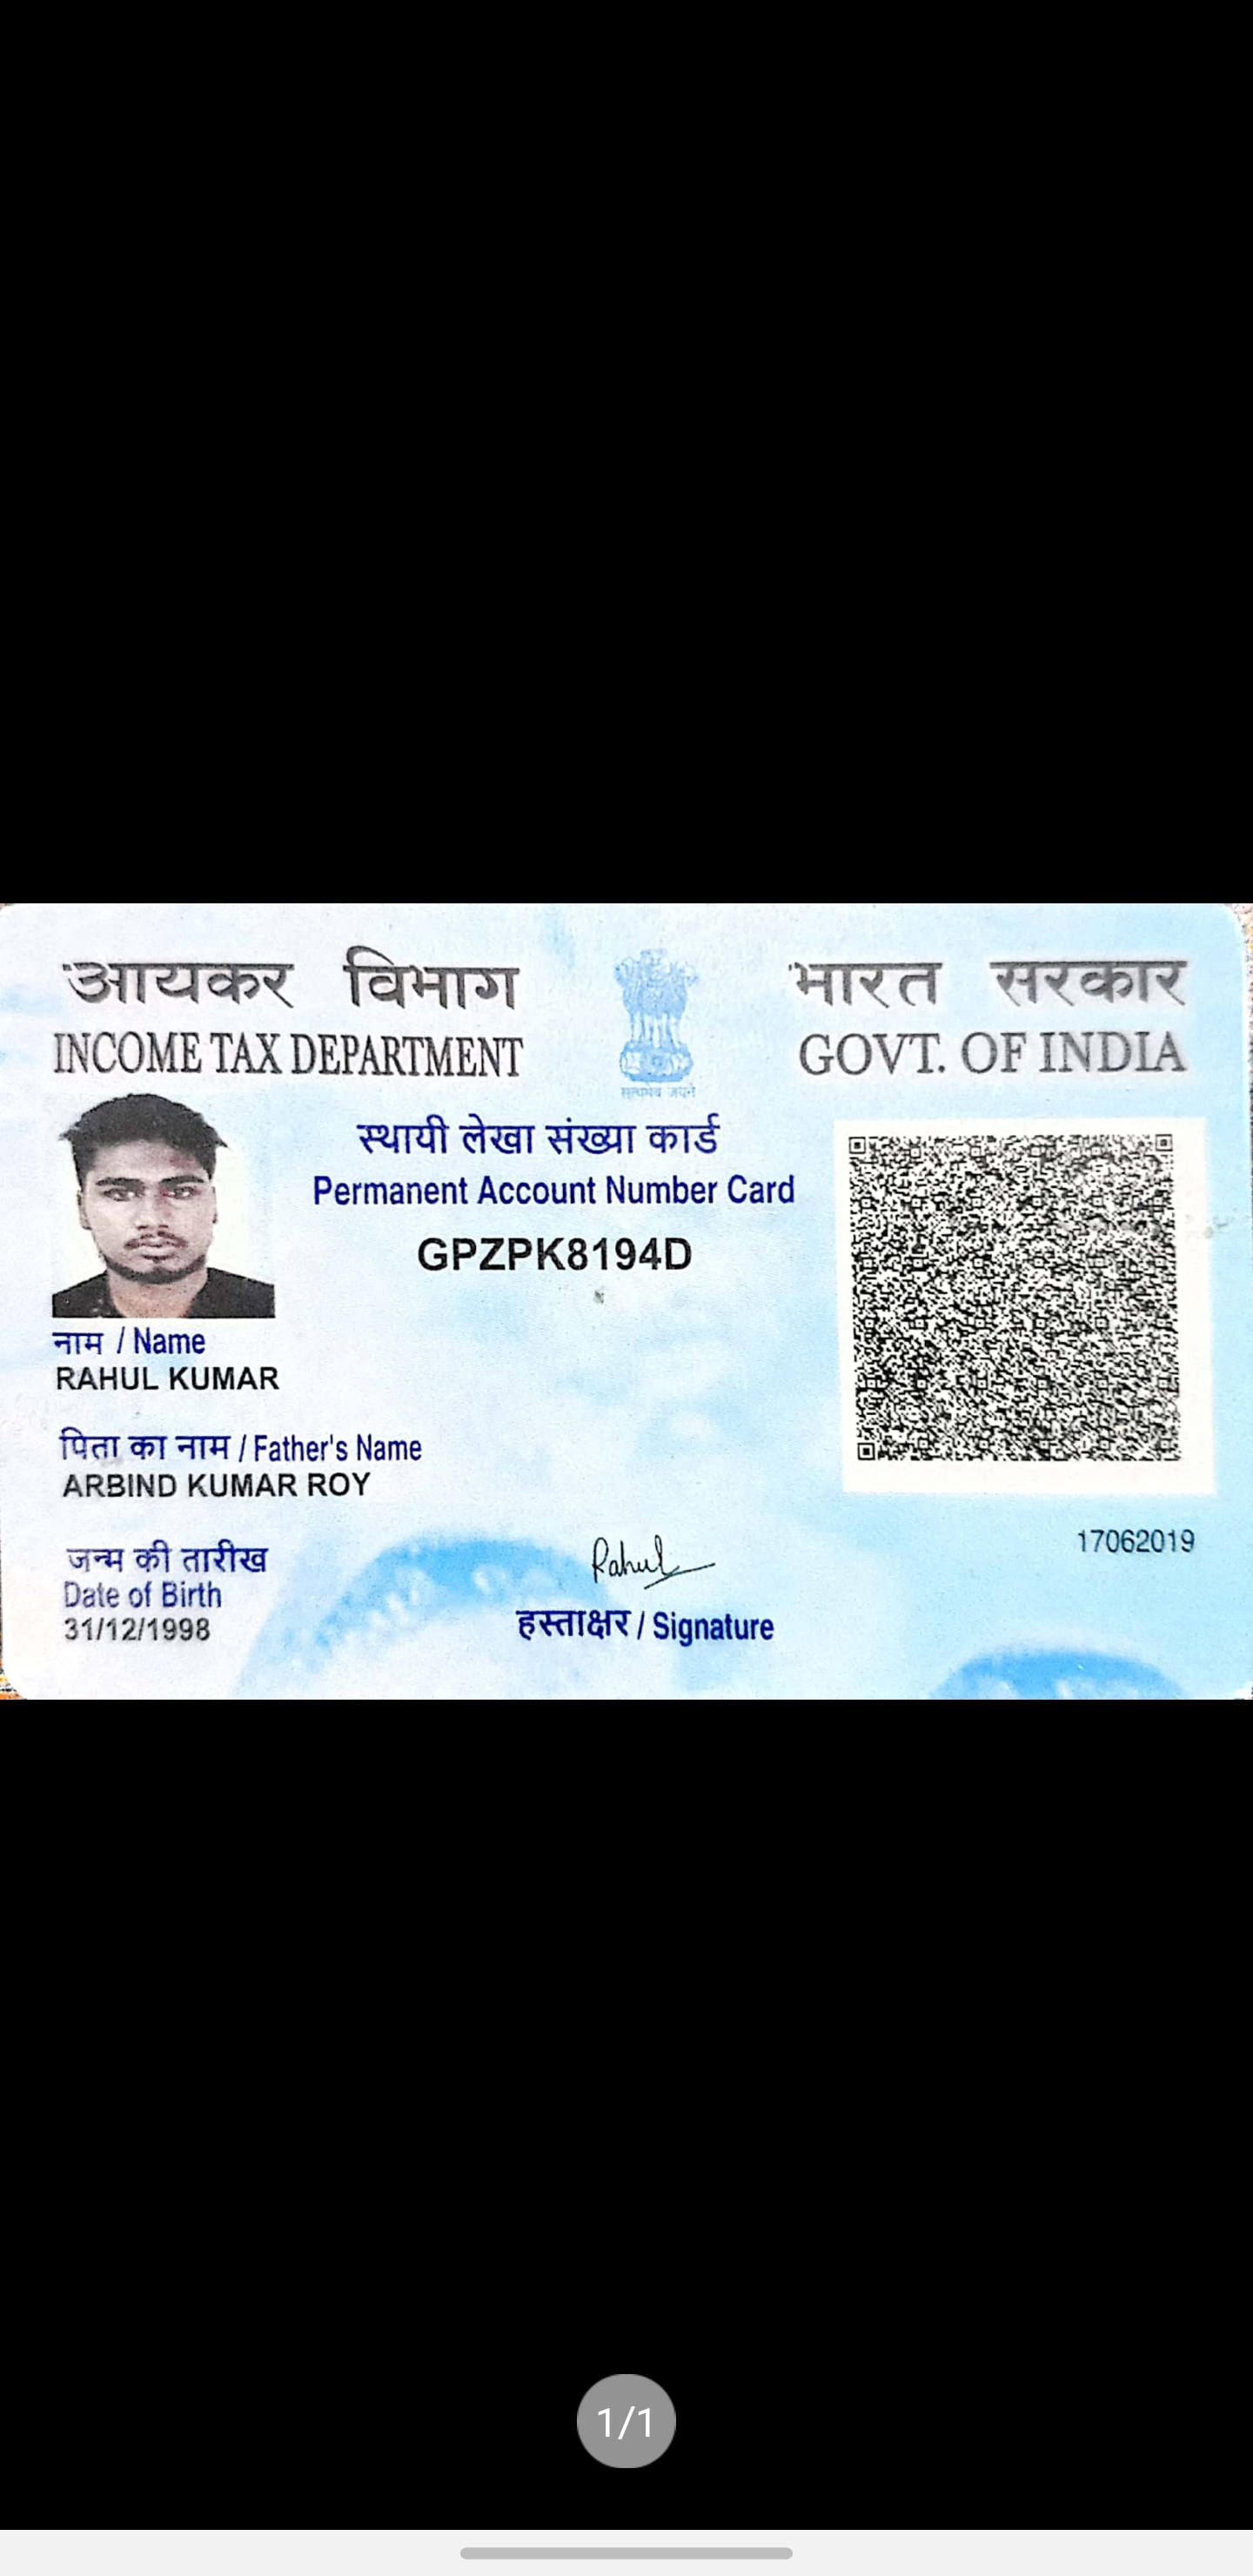 आयकर विभाग
INCOME TAX DEPARTMENT
सत्यमेव जयते
भारत सरकार
GOVT. OF INDIA
स्थायी लेखा संख्या कार्ड
Permanent Account Number Card
GPZPK8194D
नाम / Name
RAHUL KUMAR
पिता का नाम / Father's Name
ARBIND KUMAR ROY
जन्म की तारीख
Date of Birth
31/12/1998
Rahul
हस्ताक्षर / Signature
17062019
1/1